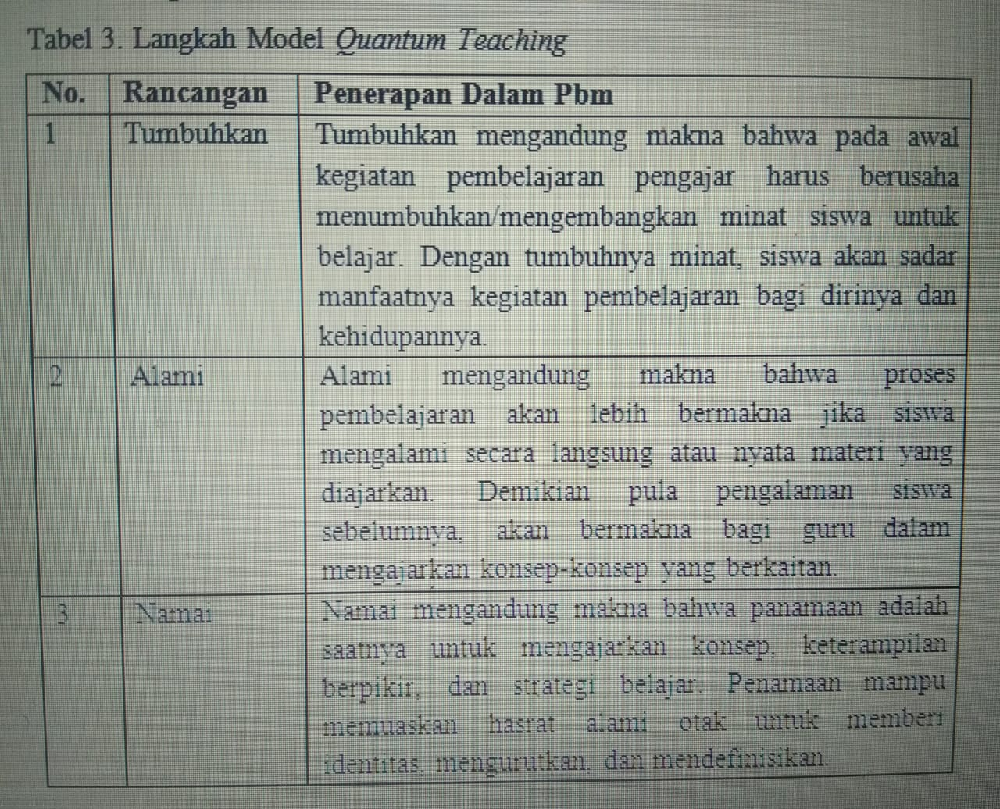 Tabel 3. Langkah Model Quantum Teaching
No. Rancangan Penerapan Dalam Pbm
1 Tumbuhkan Tumbuhkan mengandung makna bahwa pada awal
kegiatan pembelajaran pengajar harus berusaha
menumbuhkan/mengembangkan minat siswa untuk
belajar. Dengan tumbuhnya minat, siswa akan sadar
manfaatnya kegiatan pembelajaran bagi dirinya dan
kehidupannya.
2 Alami Alami mengandung makna bahwa proses
pembelajaran akan lebih bermakna jika siswa
mengalami secara langsung atau nyata materi yang
diajarkan. Demikian pula pengalaman siswa
sebelumnya, akan bermakna bagi guru dalam
mengajarkan konsep-konsep yang berkaitan.
3 Namai Namai mengandung makna bahwa panamaan adalah
saatnya untuk mengajarkan konsep, keterampilan
berpikir, dan strategi belajar. Penamaan mampu
memuaskan hasrat alami otak untuk memberi
identitas, mengurutkan, dan mendefinisikan.